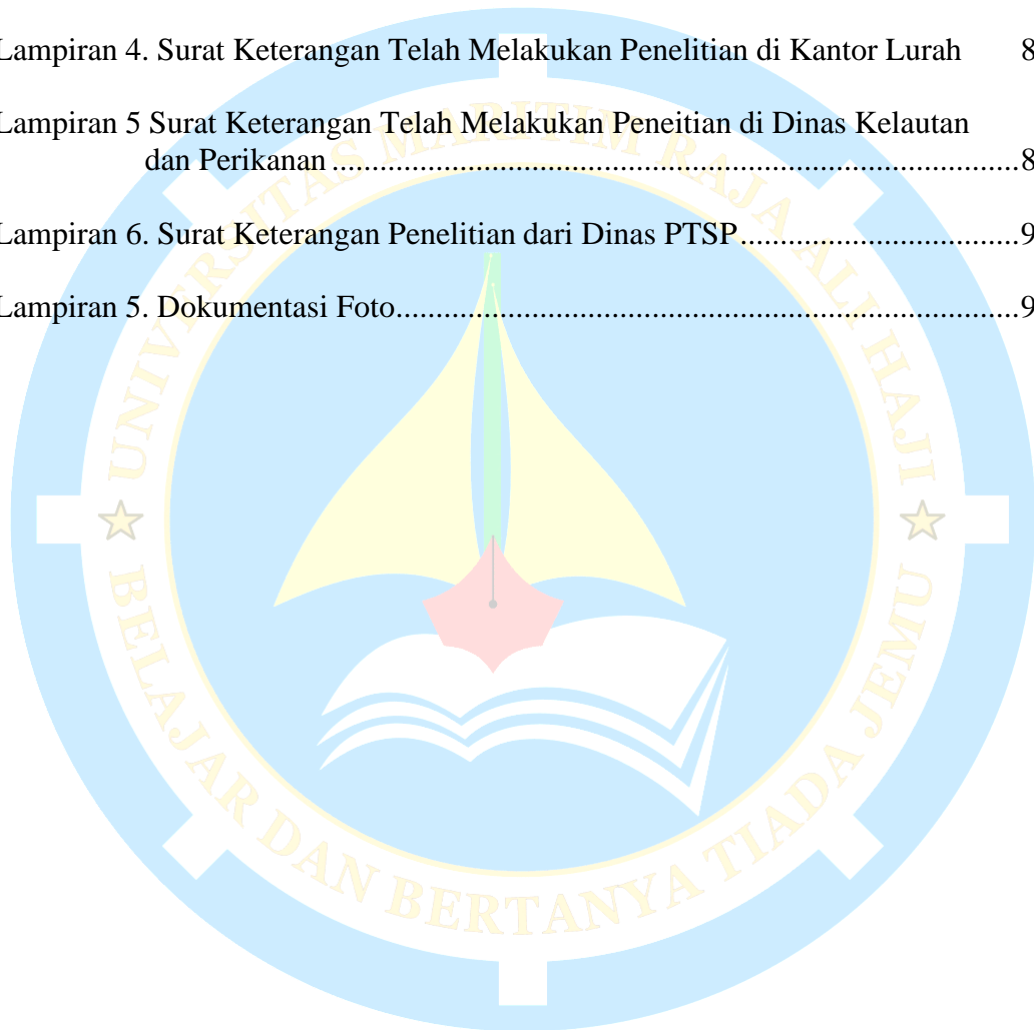 Lampiran 4. Surat Keterangan Telah Melakukan Penelitian di Kantor Lurah 8
Lampiran 5 Surat Keterangan Telah Melakukan Peneitian di Dinas Kelautan
dan Perikanan ........................................................................... 8
Lampiran 6. Surat Keterangan Penelitian dari Dinas PTSP .............................. 9
Lampiran 5. Dokumentasi Foto ................................................................... 9
UNIVERSITAS MARITIM RAJA ALI HAJI
BELAJAR DAN BERTANYA TIADA JEMU